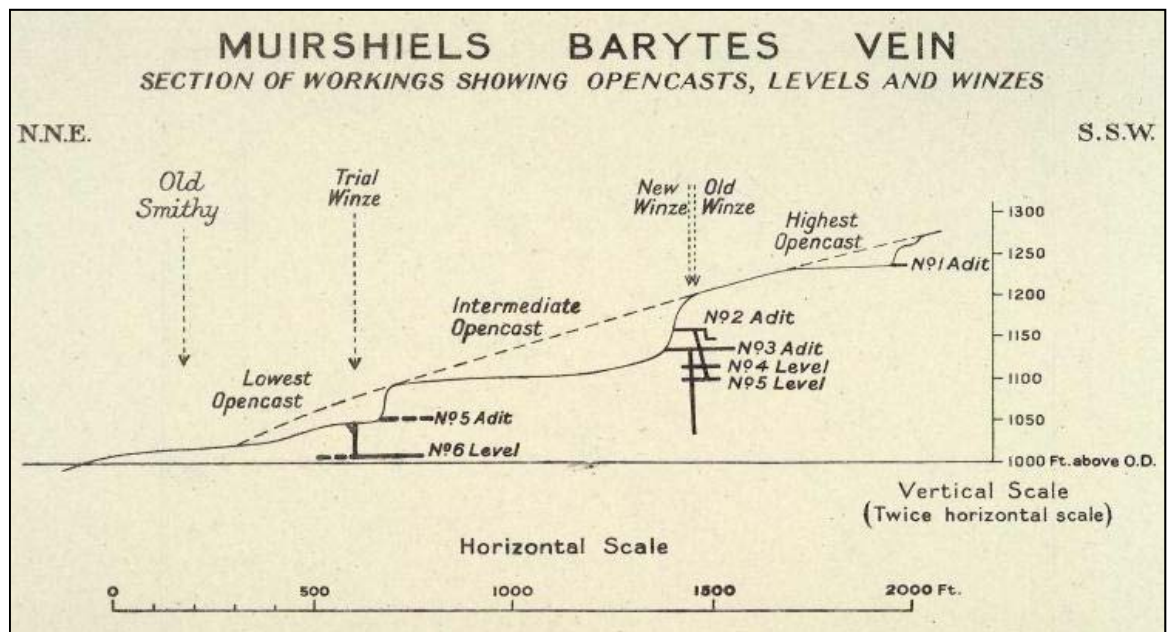 MUIRSHIELS BARYTES VEIN
SECTION OF WORKINGS SHOWING OPENCASTS, LEVELS AND WINZES
N.N.E.
S.S.W.
Old
Smithy
Trial
Winze
New
Winze
Old
Winze
Highest
Opencast
Intermediate
Opencast
Lowest
Opencast
Nº1 Adit
Nº2 Adit
Nº3 Adit
Nº4 Level
Nº5 Level
Nº5 Adit
Nº6 Level
1300
1250
1200
1150
1100
1050
1000 Ft. above O.D.
Vertical Scale
(Twice horizontal scale)
Horizontal Scale
0 500 1000 1500 2000 Ft.